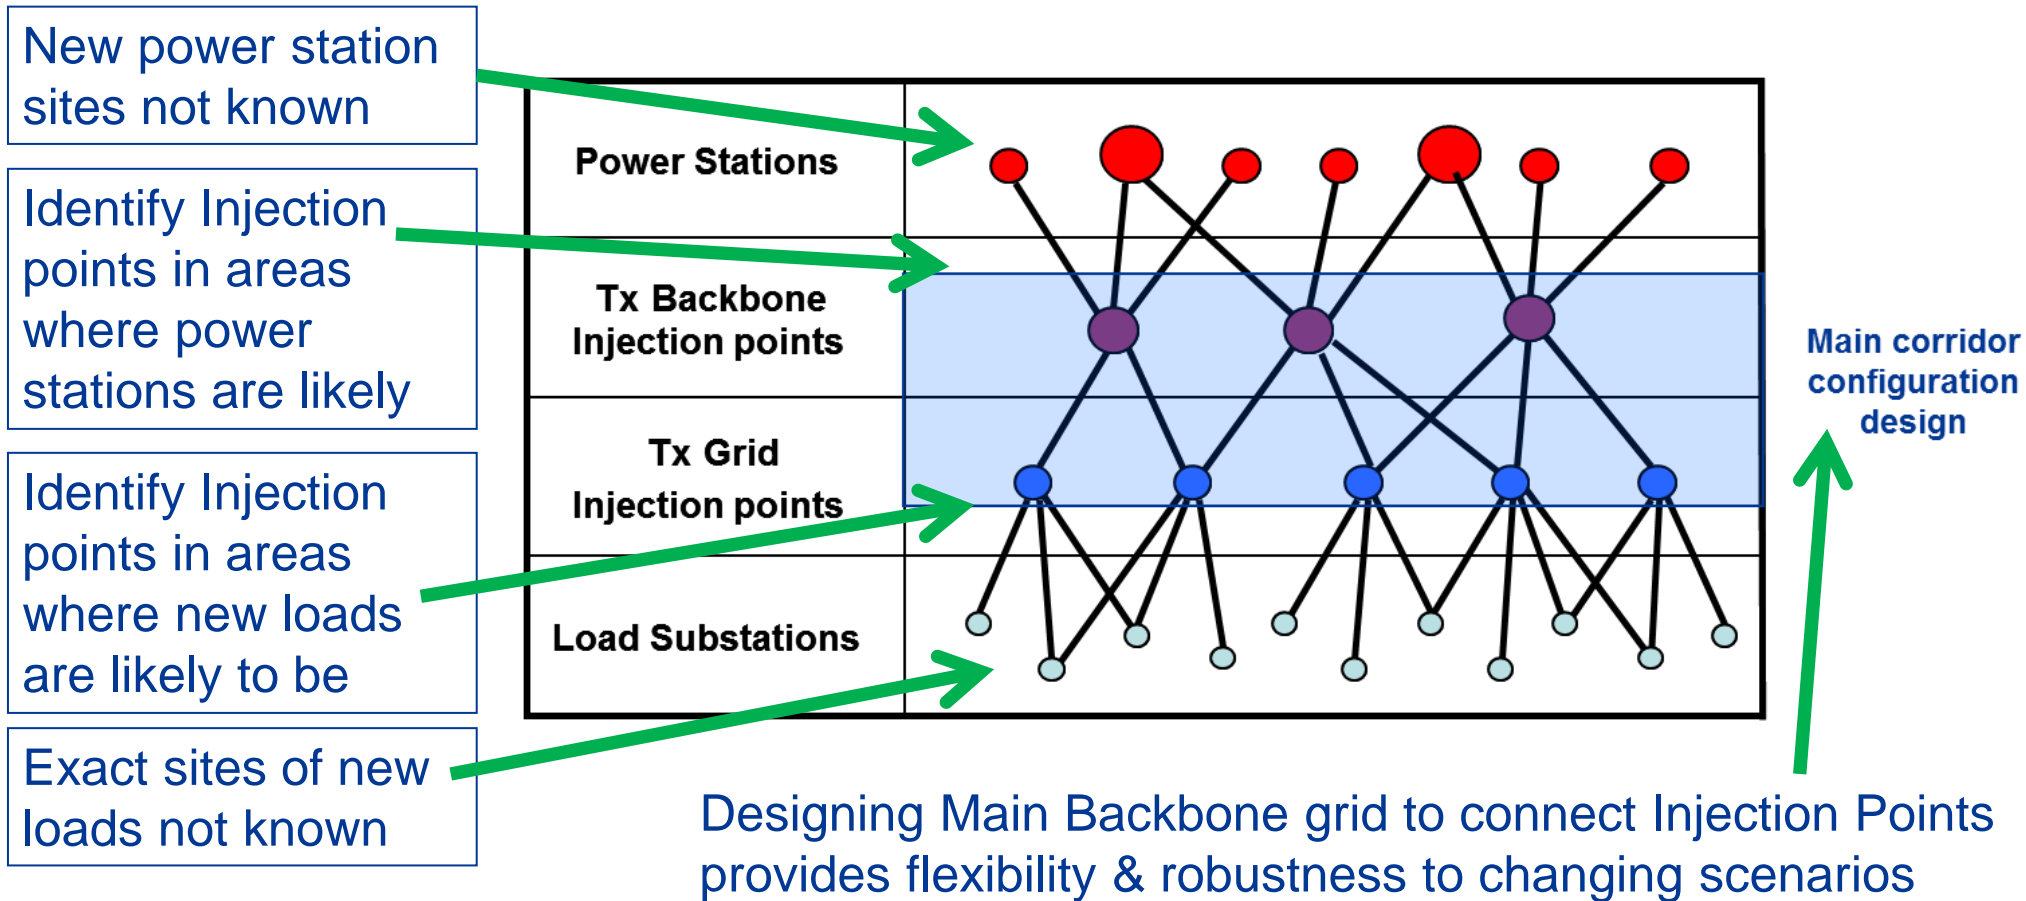 New power station
sites not known
Identify Injection
points in areas
where power
stations are likely
Identify Injection
points in areas
where new loads
are likely to be
Exact sites of new
loads not known
Power Stations
Tx Backbone
Injection points
Tx Grid
Injection points
Load Substations
Main corridor
configuration
design
Designing Main Backbone grid to connect Injection Points
provides flexibility & robustness to changing scenarios